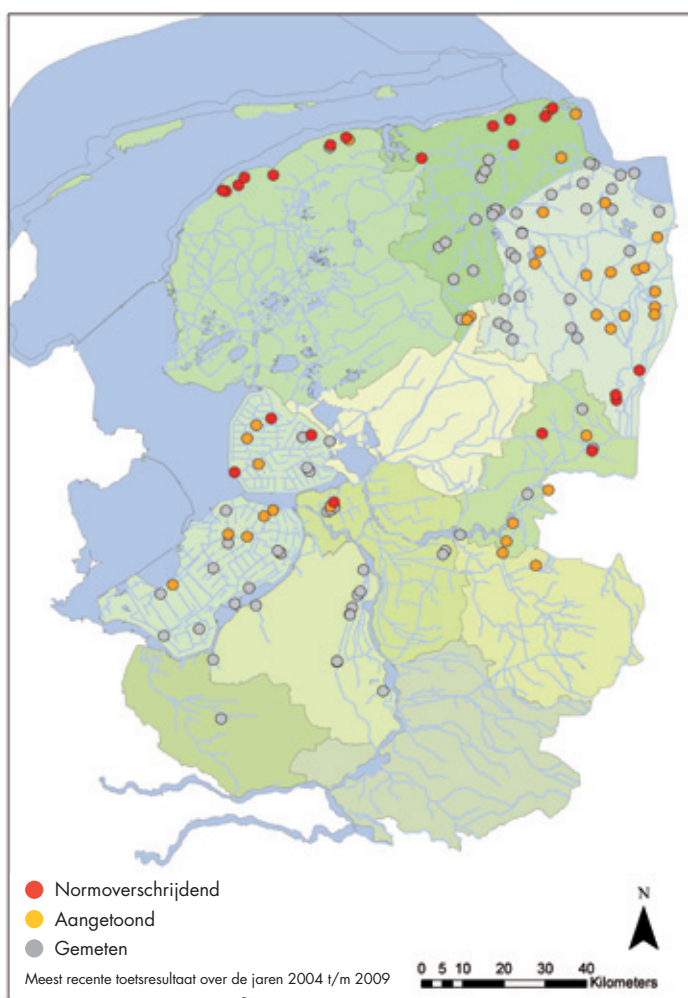 Normoverschrijdend
Aangetoond
Gemeten
Meest recente toetsresultaat over de jaren 2004 t/m 2009
N
0 5 10 20 30 40
Kilometers